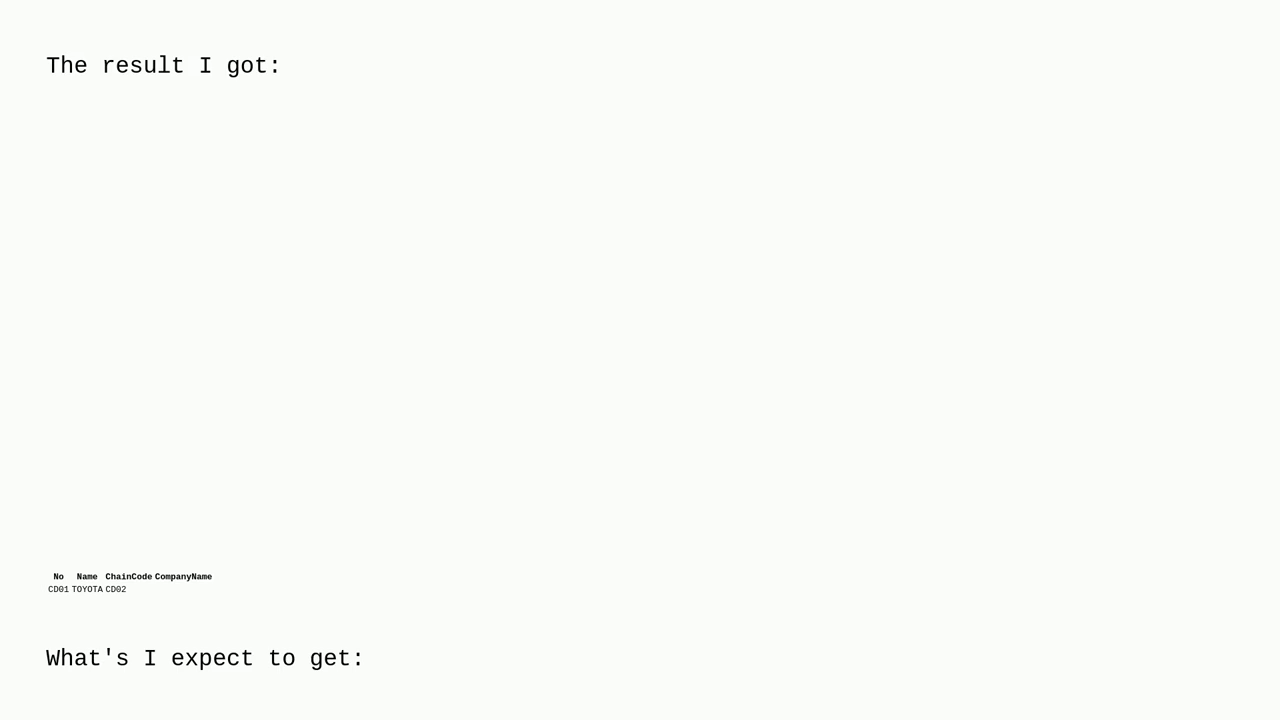 The result I got:
No Name ChainCode CompanyName
CD01 TOYOTA CD02
What's I expect to get: